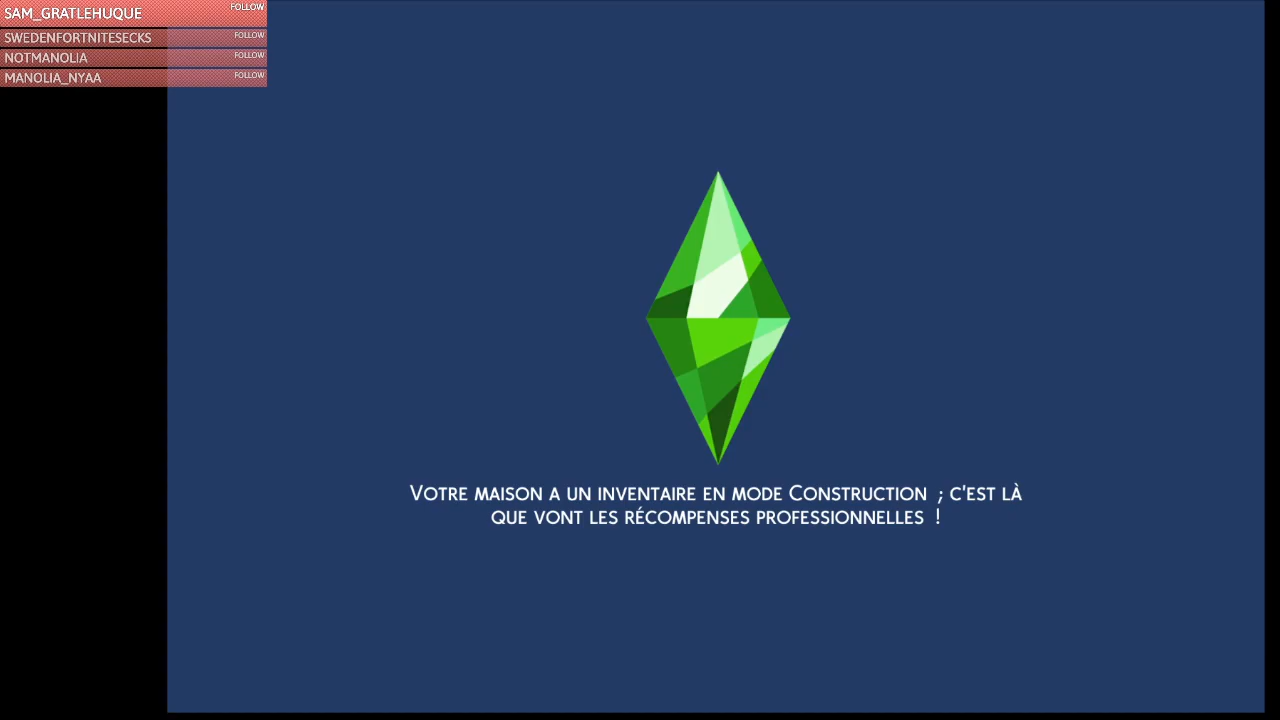 SAM_GRATLEHUQUE FOLLOW
SWEDENFORTNITESECKS FOLLOW
NOTMANOLIA FOLLOW
MANOLIA_NYAA FOLLOW
Votre maison a un inventaire en mode Construction ; c'est là
que vont les récompenses professionnelles !